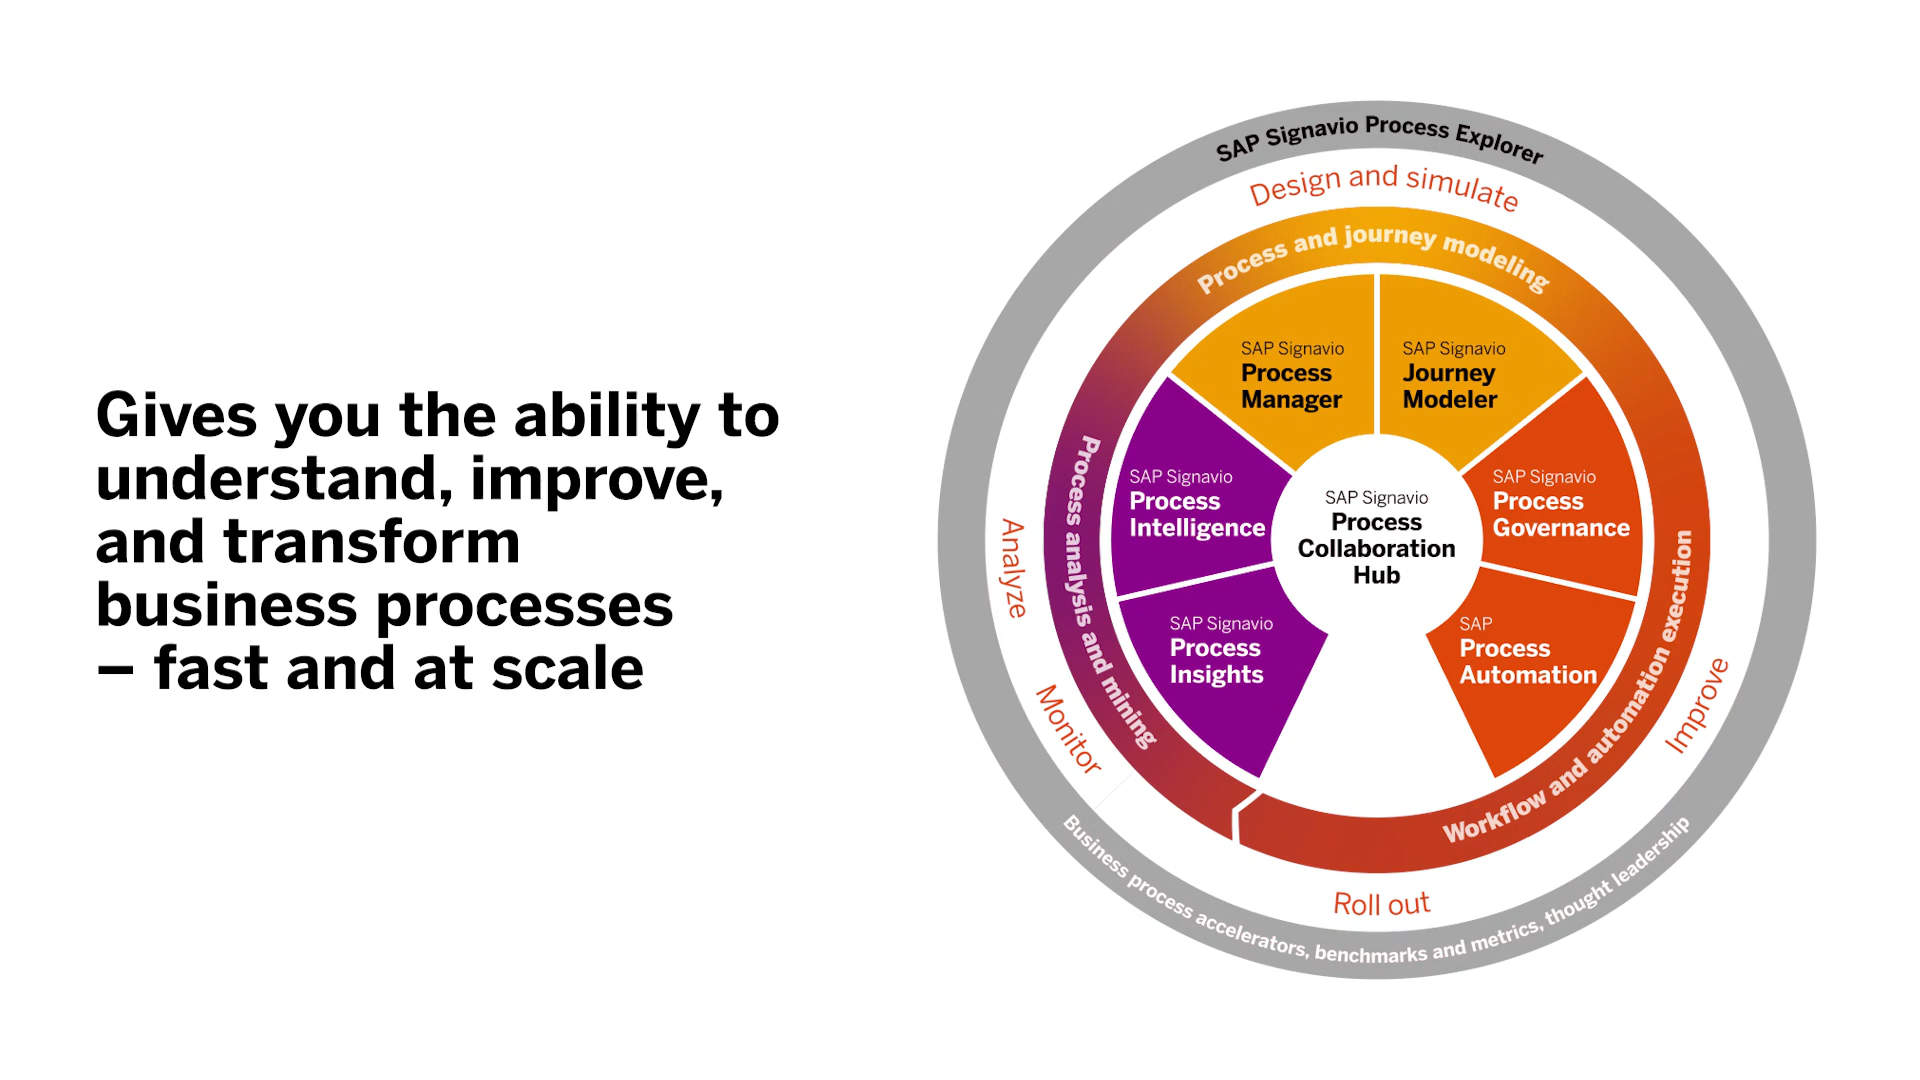 Gives you the ability to
understand, improve,
and transform
business processes
– fast and at scale
SAP Signavio Process Explorer
Design and simulate
Process and journey modeling
SAP Signavio
Process
Manager
SAP Signavio
Journey
Modeler
SAP Signavio
Process
Intelligence
SAP Signavio
Process
Collaboration
Hub
SAP Signavio
Process
Governance
SAP Signavio
Process
Insights
SAP
Process
Automation
Process analysis and mining
Workflow and automation execution
Analyze
Monitor
Improve
Roll out
Business process accelerators, benchmarks and metrics, thought leadership